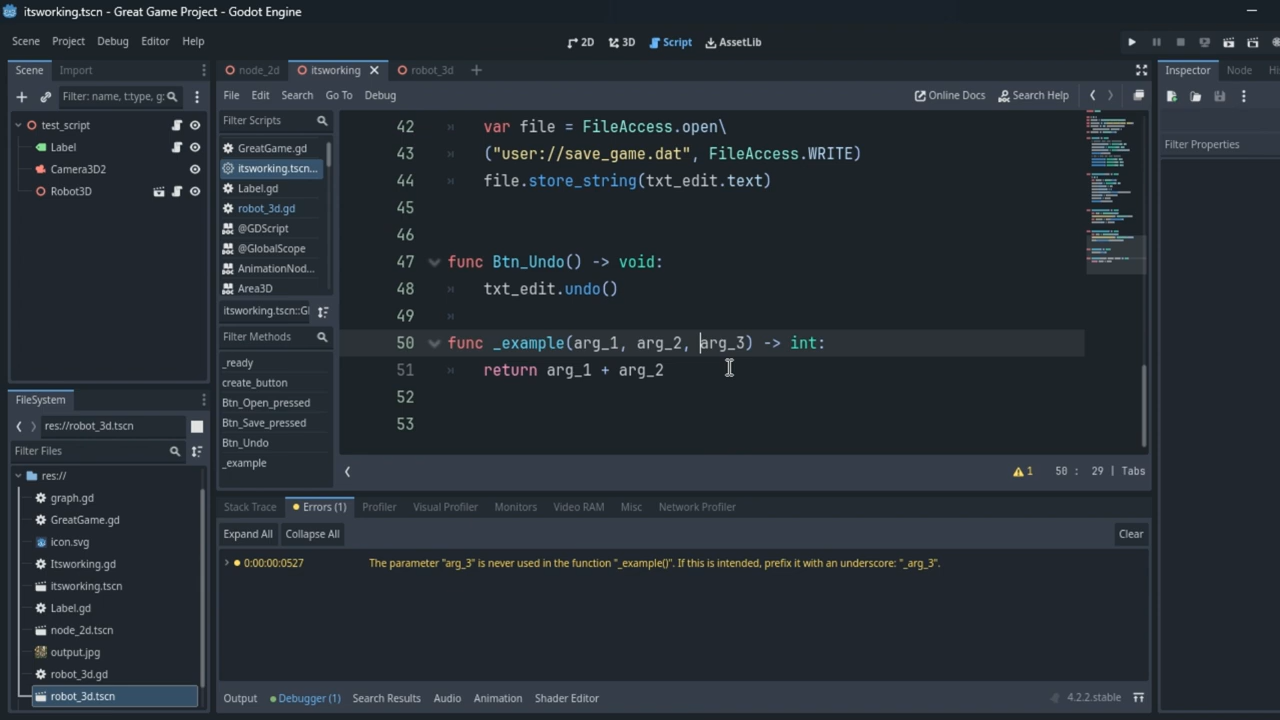 itsworking.tscn - Great Game Project - Godot Engine
Scene Project Debug Editor Help
2D 3D Script AssetLib
Scene Import
Filter: name, t:type, g:
test_script
Label
Camera3D2
Robot3D
FileSystem
res://robot_3d.tscn
Filter Files
res://
graph.gd
GreatGame.gd
icon.svg
Itsworking.gd
itsworking.tscn
Label.gd
node_2d.tscn
output.jpg
robot_3d.gd
robot_3d.tscn
node_2d itsworking robot_3d
File Edit Search Go To Debug
Online Docs Search Help
Filter Scripts
GreatGame.gd
itsworking.tscn...
Label.gd
robot_3d.gd
@GDScript
@GlobalScope
AnimationNod...
Area3D
itsworking.tscn::Gl
Filter Methods
_ready
create_button
Btn_Open_pressed
Btn_Save_pressed
Btn_Undo
_example
42 var file = FileAccess.open\
43 ("user://save_game.dat", FileAccess.WRITE)
44 file.store_string(txt_edit.text)
45
46
47 func Btn_Undo() -> void:
48 txt_edit.undo()
49
50 func _example(arg_1, arg_2, arg_3) -> int:
51 return arg_1 + arg_2
52
53
1 50 : 29 | Tabs
Stack Trace Errors (1) Profiler Visual Profiler Monitors Video RAM Misc Network Profiler
Expand All Collapse All Clear
0:00:00:0527 The parameter "arg_3" is never used in the function "_example()". If this is intended, prefix it with an underscore: "_arg_3".
Output Debugger (1) Search Results Audio Animation Shader Editor 4.2.2.stable
Inspector Node
Filter Properties